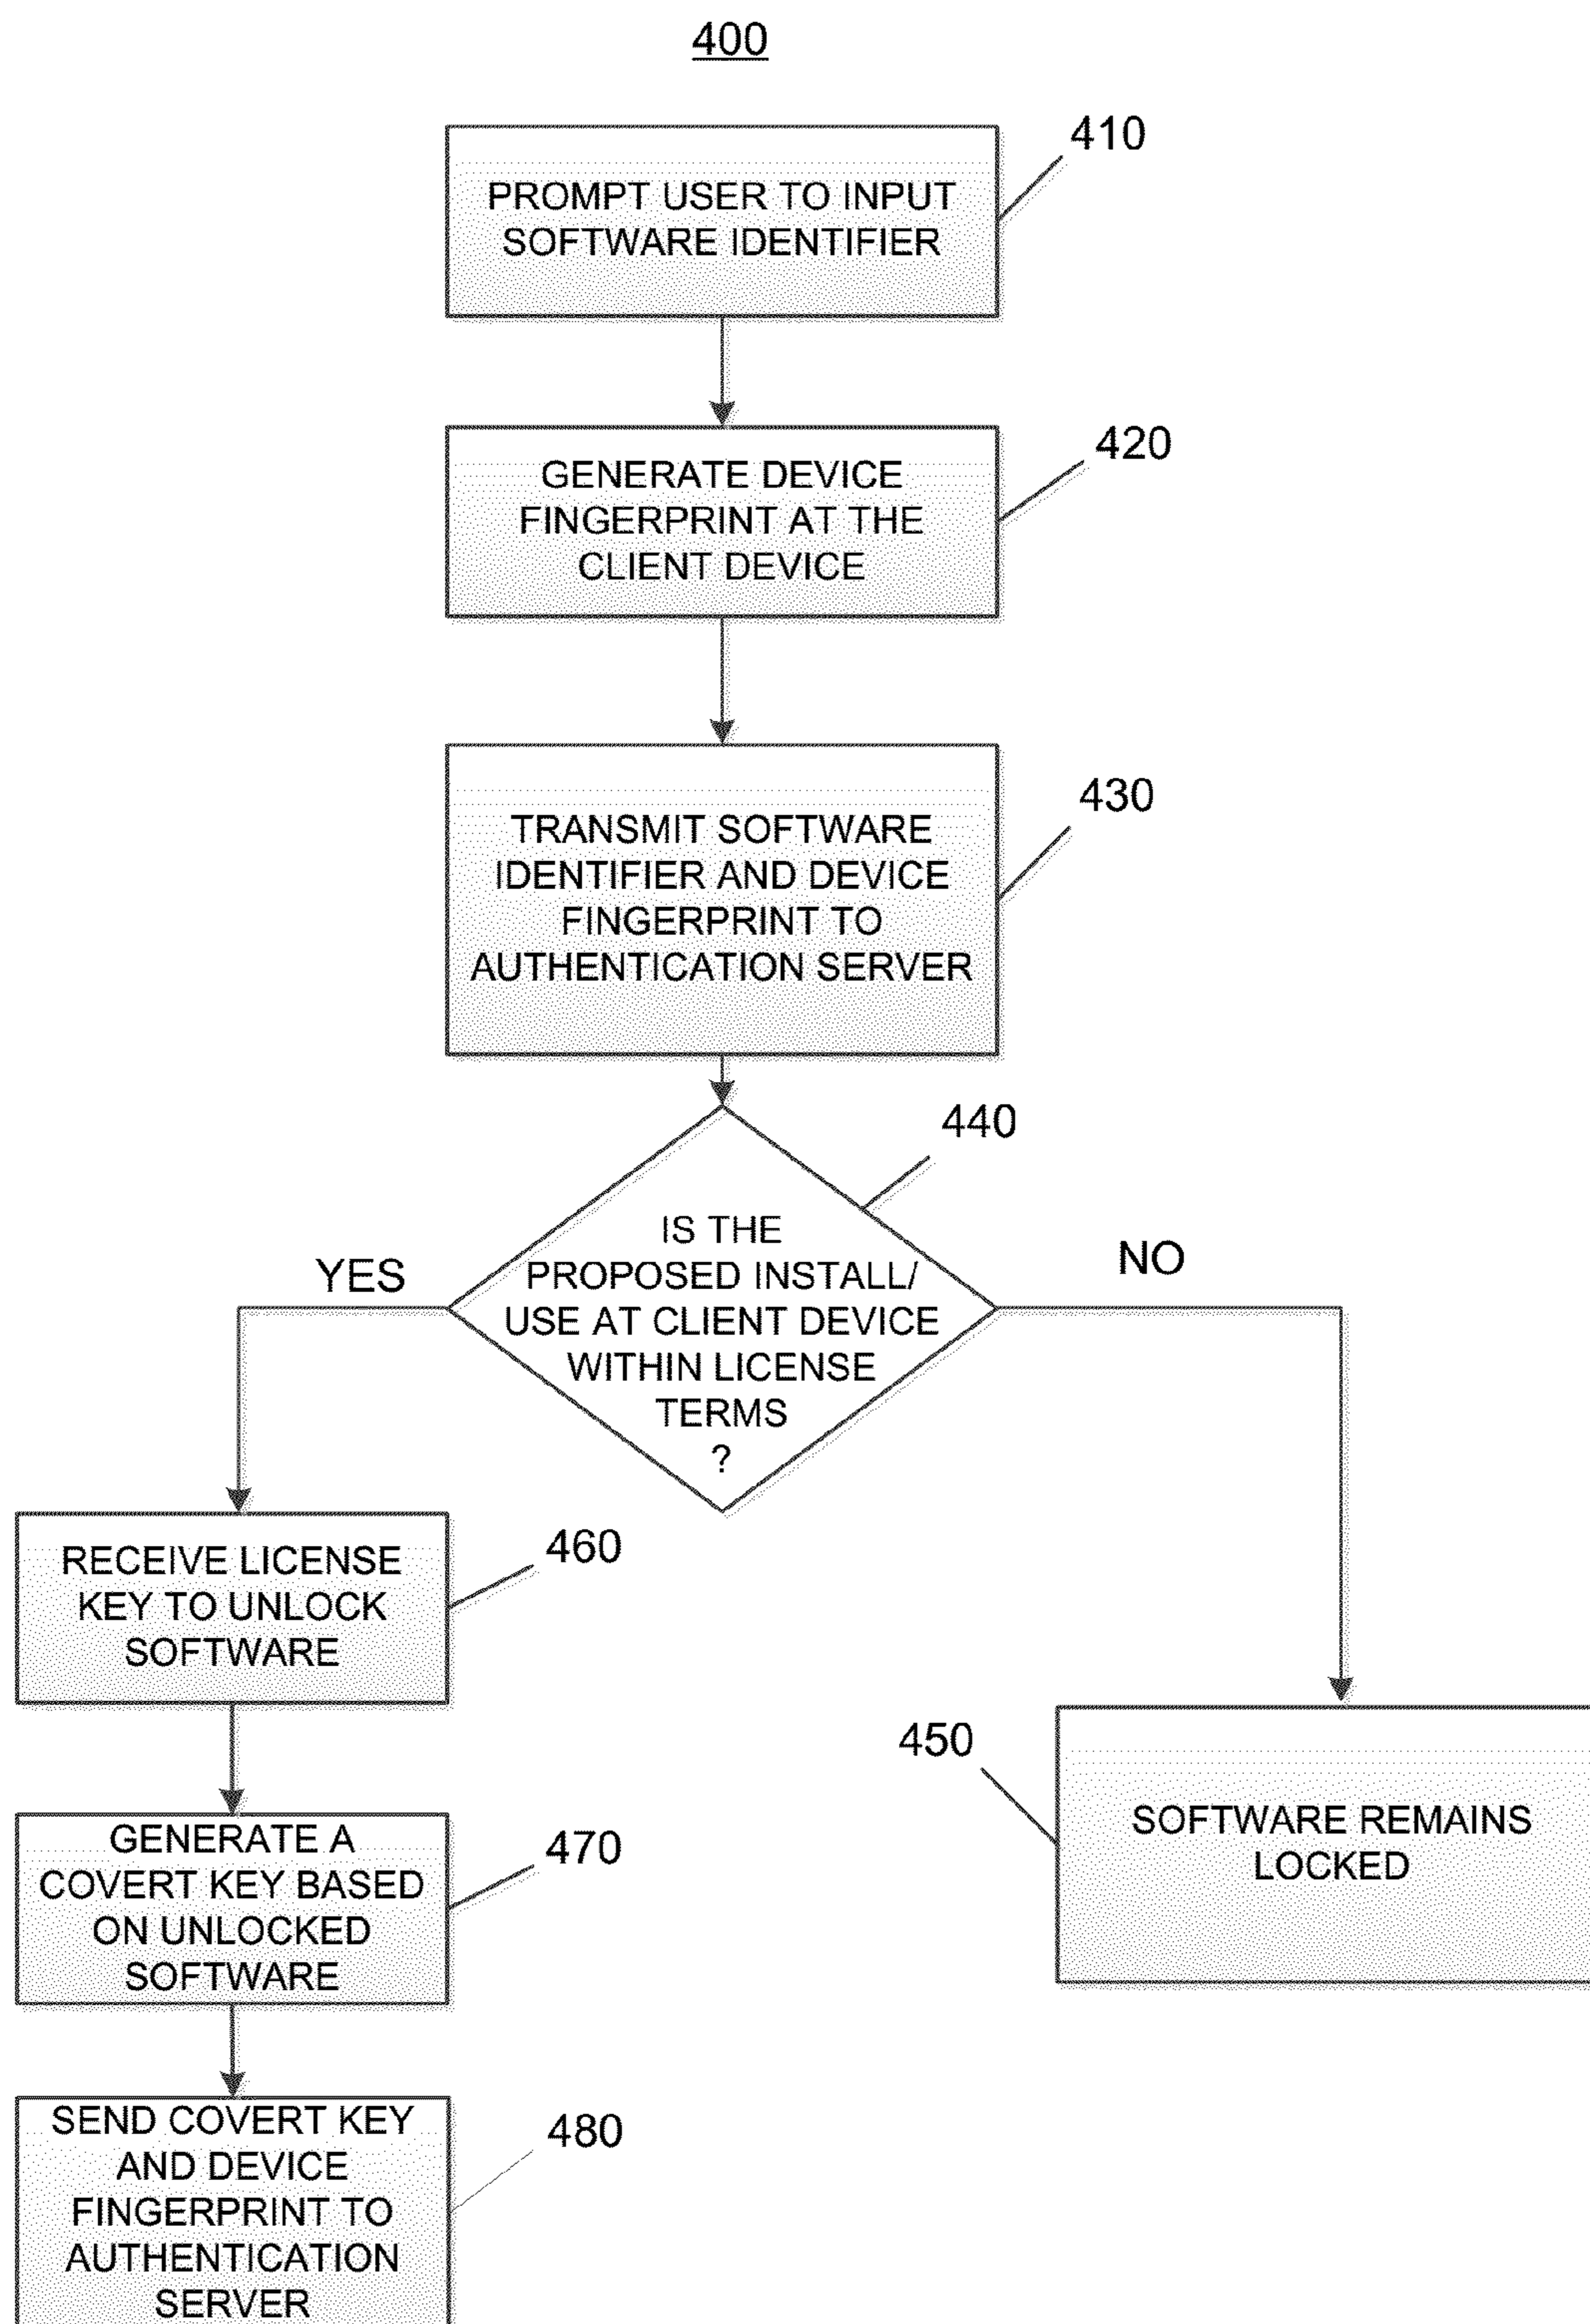 400
410
PROMPT USER TO INPUT
SOFTWARE IDENTIFIER
420
GENERATE DEVICE
FINGERPRINT AT THE
CLIENT DEVICE
430
TRANSMIT SOFTWARE
IDENTIFIER AND DEVICE
FINGERPRINT TO
AUTHENTICATION SERVER
440
IS THE
PROPOSED INSTALL/
USE AT CLIENT DEVICE
WITHIN LICENSE
TERMS
?
YES
NO
460
RECEIVE LICENSE
KEY TO UNLOCK
SOFTWARE
450
SOFTWARE REMAINS
LOCKED
470
GENERATE A
COVERT KEY BASED
ON UNLOCKED
SOFTWARE
480
SEND COVERT KEY
AND DEVICE
FINGERPRINT TO
AUTHENTICATION
SERVER